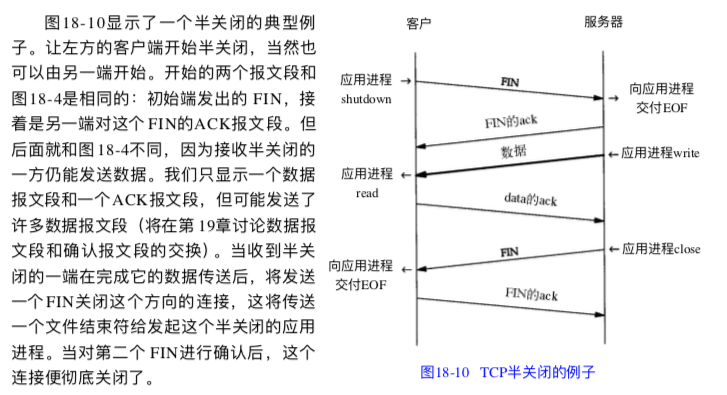 图18-10显示了一个半关闭的典型例
子。让左方的客户端开始半关闭，当然也
可以由另一端开始。开始的两个报文段和
图18-4是相同的：初始端发出的 FIN，接
着是另一端对这个 FIN的ACK报文段。但
后面就和图18-4不同，因为接收半关闭的
一方仍能发送数据。我们只显示一个数据
报文段和一个ACK报文段，但可能发送了
许多数据报文段（将在第 19章讨论数据报
文段和确认报文段的交换）。当收到半关
闭的一端在完成它的数据传送后，将发送
一个FIN关闭这个方向的连接，这将传送
一个文件结束符给发起这个半关闭的应用
进程。当对第二个 FIN进行确认后，这个
连接便彻底关闭了。
客户
服务器
应用进程
shutdown
FIN
向应用进程
交付EOF
FIN的ack
数据
应用进程write
应用进程
read
data的ack
FIN
应用进程close
向应用进程
交付EOF
FIN的ack
图18-10 TCP半关闭的例子